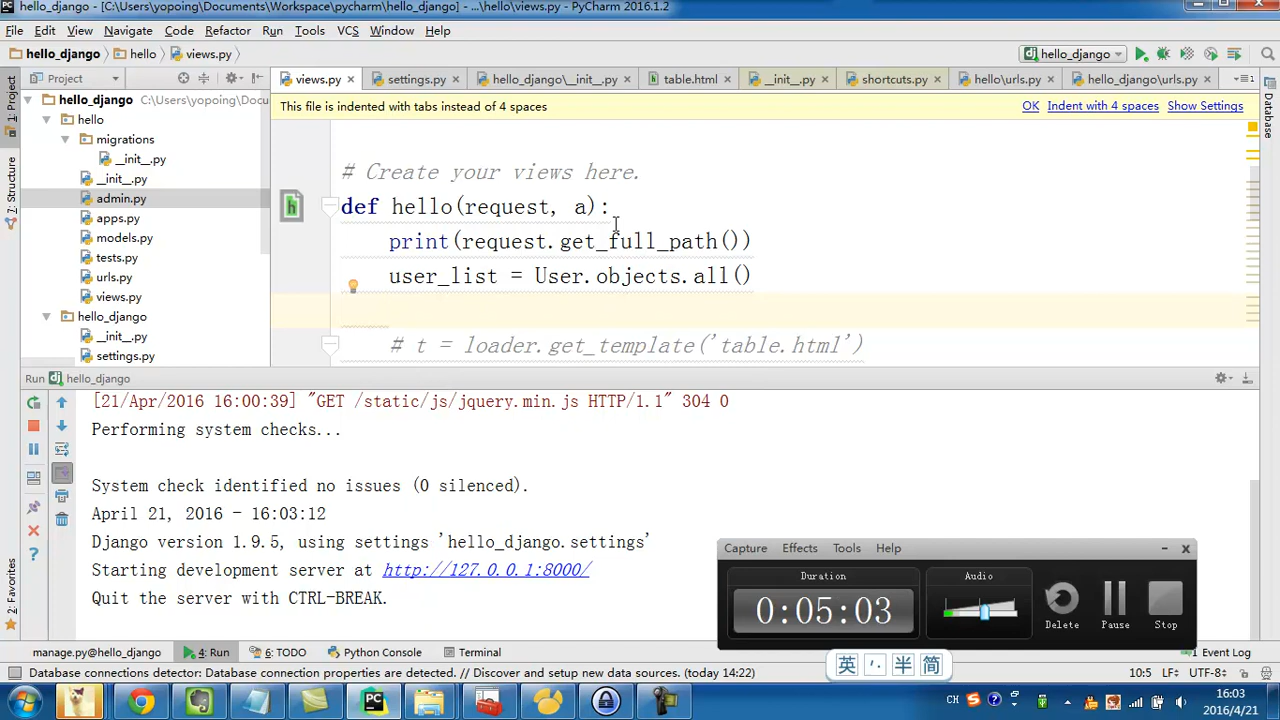 hello_django - [C:\Users\yopoing\Documents\Workspace\pycharm\hello_django] - ...\hello\views.py - PyCharm 2016.1.2
File Edit View Navigate Code Refactor Run Tools VCS Window Help
hello_django hello views.py hello_django
Project views.py settings.py hello_django\__init__.py table.html __init__.py shortcuts.py hello\urls.py hello_django\urls.py
1: Project
7: Structure
2: Favorites
Database
hello_django C:\Users\yopoing\Docu
hello
migrations
__init__.py
__init__.py
admin.py
apps.py
models.py
tests.py
urls.py
views.py
hello_django
__init__.py
settings.py
This file is indented with tabs instead of 4 spaces OK Indent with 4 spaces Show Settings
# Create your views here.
def hello(request, a):
print(request.get_full_path())
user_list = User.objects.all()
# t = loader.get_template('table.html')
Run hello_django
[21/Apr/2016 16:00:39] "GET /static/js/jquery.min.js HTTP/1.1" 304 0
Performing system checks...
System check identified no issues (0 silenced).
April 21, 2016 - 16:03:12
Django version 1.9.5, using settings 'hello_django.settings'
Starting development server at http://127.0.0.1:8000/
Quit the server with CTRL-BREAK.
Capture Effects Tools Help
Duration
0:05:03
Audio
Delete Pause Stop
manage.py@hello_django 4: Run 6: TODO Python Console Terminal 1 Event Log
英 半 简
Database connections detector: Database connection properties are detected. // Discover and setup new data sources. (today 14:22) 10:5 LF÷ UTF-8÷
CH
16:03
2016/4/21